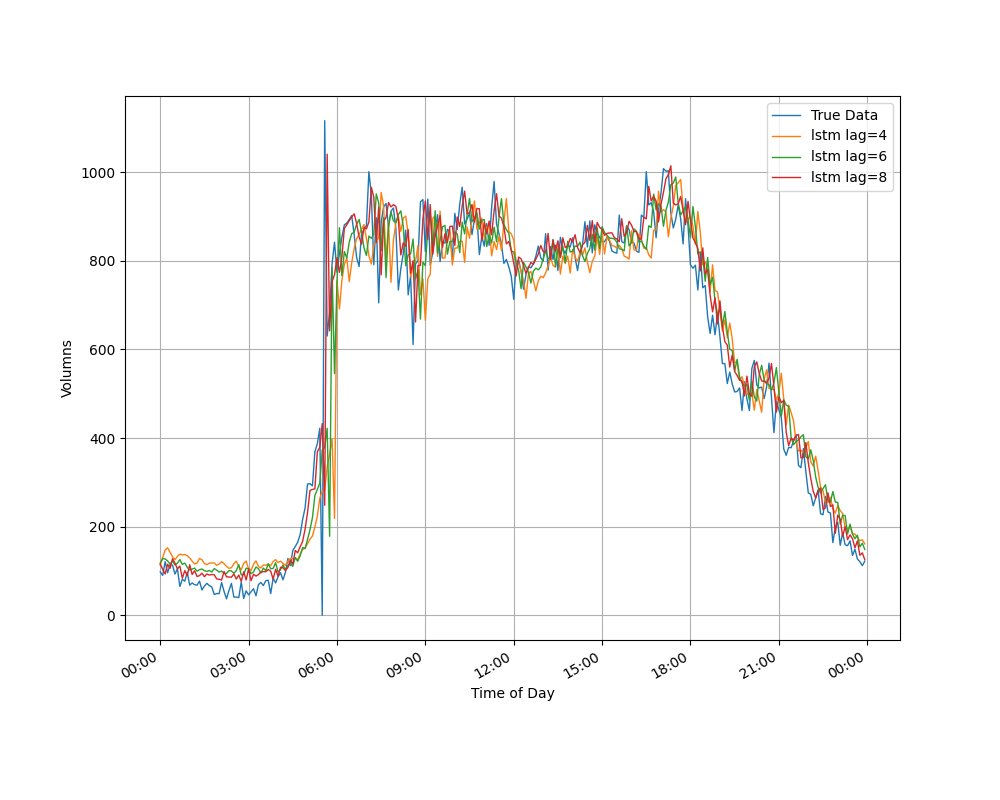 True Data
lstm lag=4
lstm lag=6
lstm lag=8
1000
800
600
400
200
0
Volumns
00:00 03:00 06:00 09:00 12:00 15:00 18:00 21:00 00:00
Time of Day